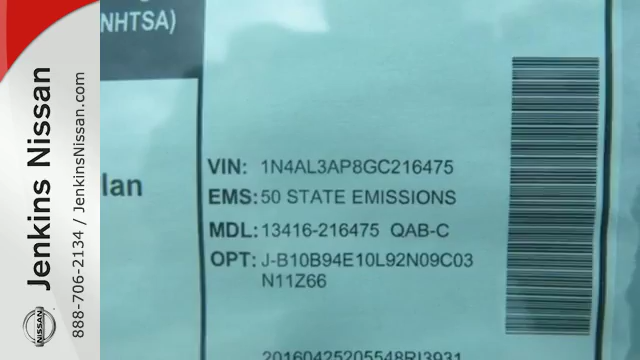 NHTSA)
lan
VIN: 1N4AL3AP8GC216475
EMS: 50 STATE EMISSIONS
MDL: 13416-216475 QAB-C
OPT: J-B10B94E10L92N09C03
N11Z66
20160425205548RI3931
Jenkins Nissan
888-706-2134 / JenkinsNissan.com
NISSAN